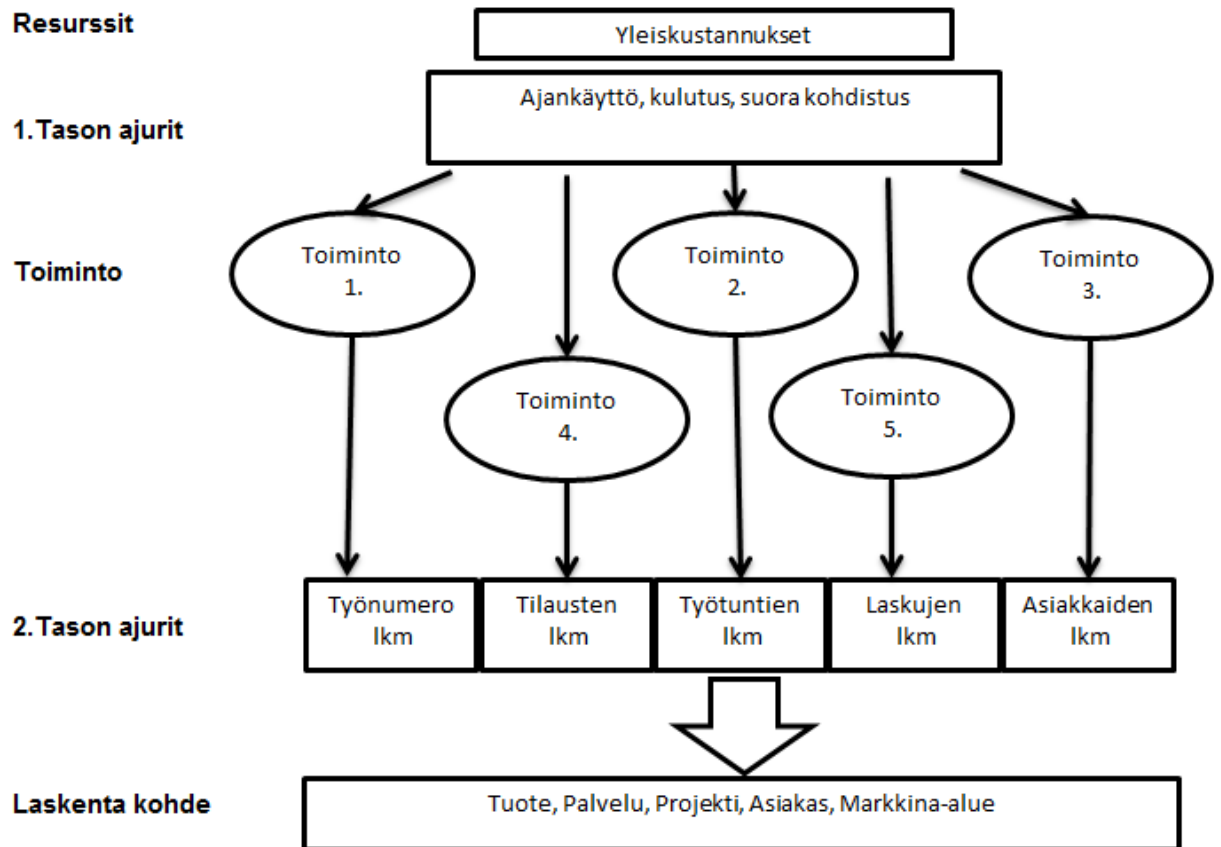 Resurssit
Yleiskustannukset
Ajankäyttö, kulutus, suora kohdistus
1.Tason ajurit
Toiminto
Toiminto
1.
Toiminto
2.
Toiminto
3.
Toiminto
4.
Toiminto
5.
2.Tason ajurit
Työnumero
lkm
Tilausten
lkm
Työtuntien
lkm
Laskujen
lkm
Asiakkaiden
lkm
Laskenta kohde
Tuote, Palvelu, Projekti, Asiakas, Markkina-alue